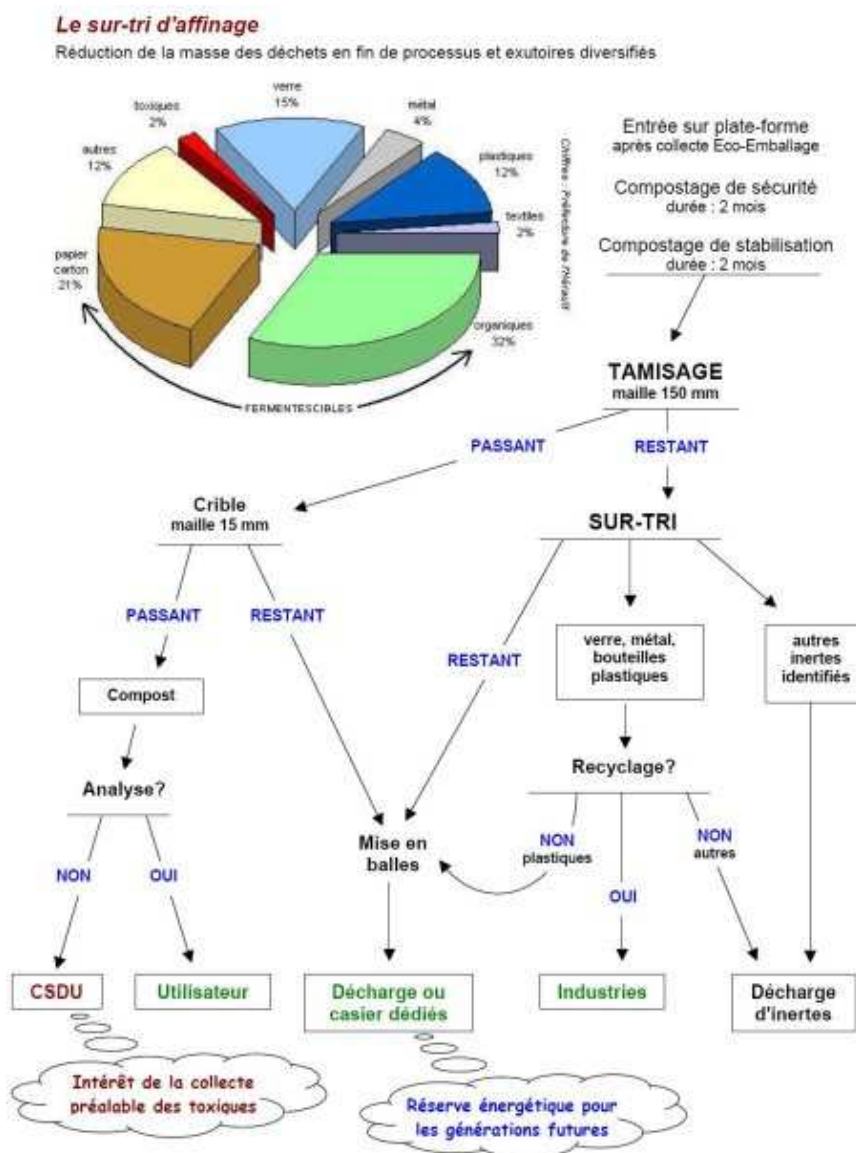 Le sur-tri d'affinage
Réduction de la masse des déchets en fin de processus et exutoires diversifiés
verre
15%
toxiques
2%
métal
4%
autres
12%
plastiques
12%
textiles
2%
papier
carton
21%
organiques
32%
FERMENTESCIBLES
Chiffres : Préfecture de l'Hérault
Entrée sur plate-forme
après collecte Eco-Emballage
Compostage de sécurité
durée : 2 mois
Compostage de stabilisation
durée : 2 mois
TAMISAGE
maille 150 mm
PASSANT
RESTANT
Crible
maille 15 mm
SUR-TRI
PASSANT
RESTANT
RESTANT
verre, métal,
bouteilles
plastiques
autres
inertes
identifiés
Compost
Analyse?
Recyclage?
Mise en
balles
NON
plastiques
NON
autres
NON
OUI
OUI
CSDU
Utilisateur
Décharge ou
casier dédiés
Industries
Décharge
d'inertes
Intérêt de la collecte
préalable des toxiques
Réserve énergétique pour
les générations futures